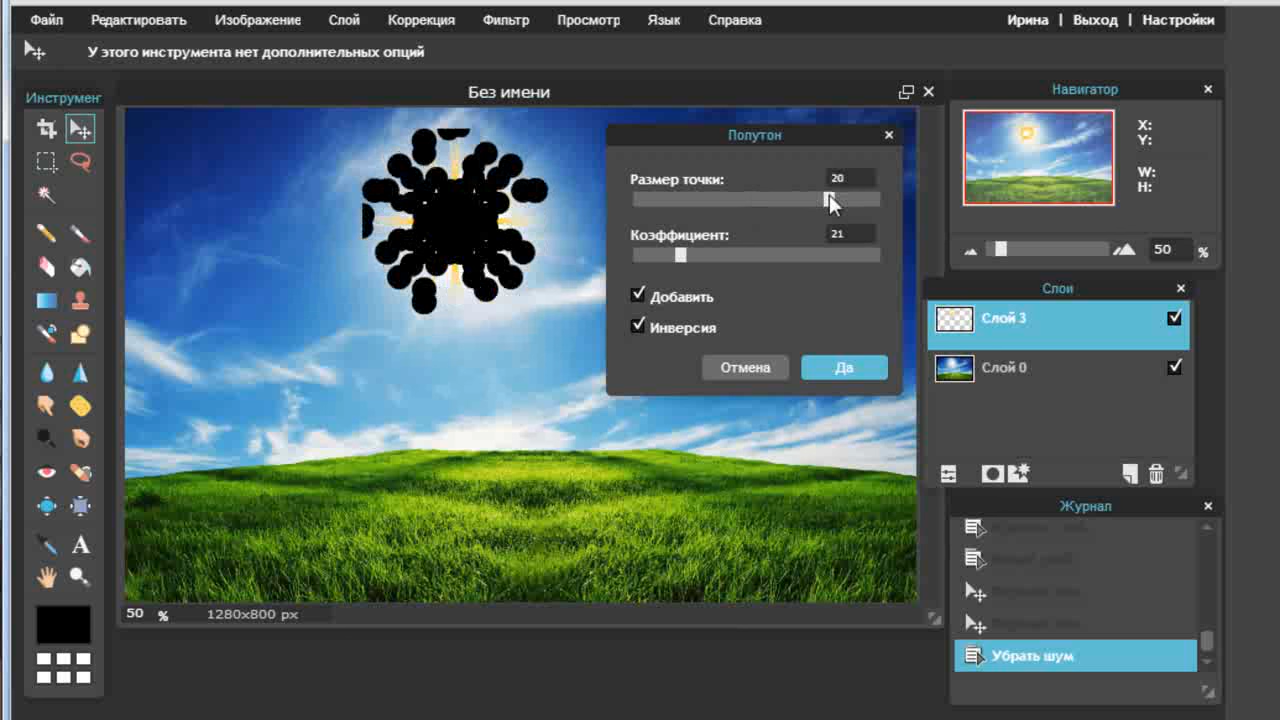 Файл Редактировать Изображение Слой Коррекция Фильтр Просмотр Язык Справка Ирина | Выход | Настройки
У этого инструмента нет дополнительных опций
Инструмент
Без имени
50 % 1280x800 px
Полутон
Размер точки: 20
Коэффициент: 21
Добавить
Инверсия
Отмена Да
Навигатор
X:
Y:
W:
H:
50 %
Слои
Слой 3
Слой 0
Журнал
Убрать шум